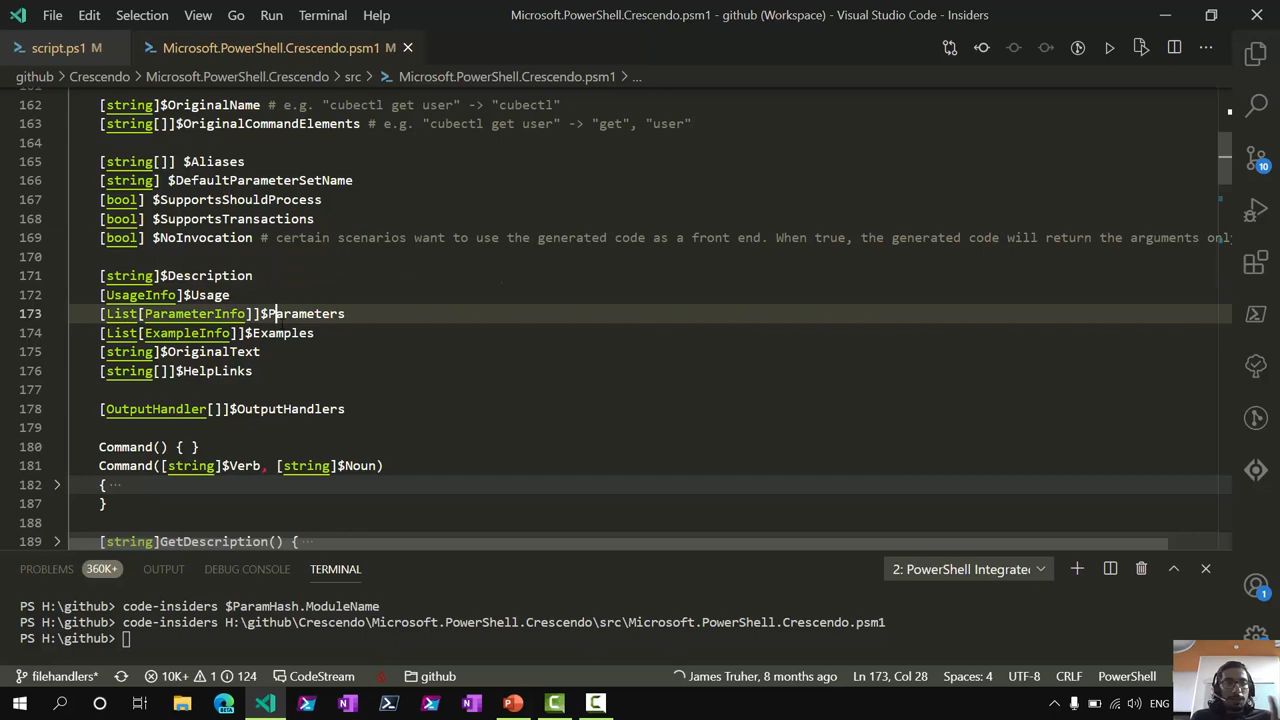 File Edit Selection View Go Run Terminal Help Microsoft.PowerShell.Crescendo.psm1 - github (Workspace) - Visual Studio Code - Insiders
script.ps1 M Microsoft.PowerShell.Crescendo.psm1 M
github > Crescendo > Microsoft.PowerShell.Crescendo > src > Microsoft.PowerShell.Crescendo.psm1 > ...
162 [string]$OriginalName # e.g. "cubectl get user" -> "cubectl"
163 [string[]]$OriginalCommandElements # e.g. "cubectl get user" -> "get", "user"
164
165 [string[]] $Aliases
166 [string] $DefaultParameterSetName
167 [bool] $SupportsShouldProcess
168 [bool] $SupportsTransactions
169 [bool] $NoInvocation # certain scenarios want to use the generated code as a front end. When true, the generated code will return the arguments onl
170
171 [string]$Description
172 [UsageInfo]$Usage
173 [List[ParameterInfo]]$Parameters
174 [List[ExampleInfo]]$Examples
175 [string]$OriginalText
176 [string[]]$HelpLinks
177
178 [OutputHandler[]]$OutputHandlers
179
180 Command() { }
181 Command([string]$Verb, [string]$Noun)
182 { ...
187 }
188
189 [string]GetDescription() { ...
PROBLEMS 360K+ OUTPUT DEBUG CONSOLE TERMINAL 2: PowerShell Integrated
PS H:\github> code-insiders $ParamHash.ModuleName
PS H:\github> code-insiders H:\github\Crescendo\Microsoft.PowerShell.Crescendo\src\Microsoft.PowerShell.Crescendo.psm1
PS H:\github>
10
1
filehandlers* 10K+ 1 124 CodeStream github James Truher, 8 months ago Ln 173, Col 28 Spaces: 4 UTF-8 CRLF PowerShell
ENG